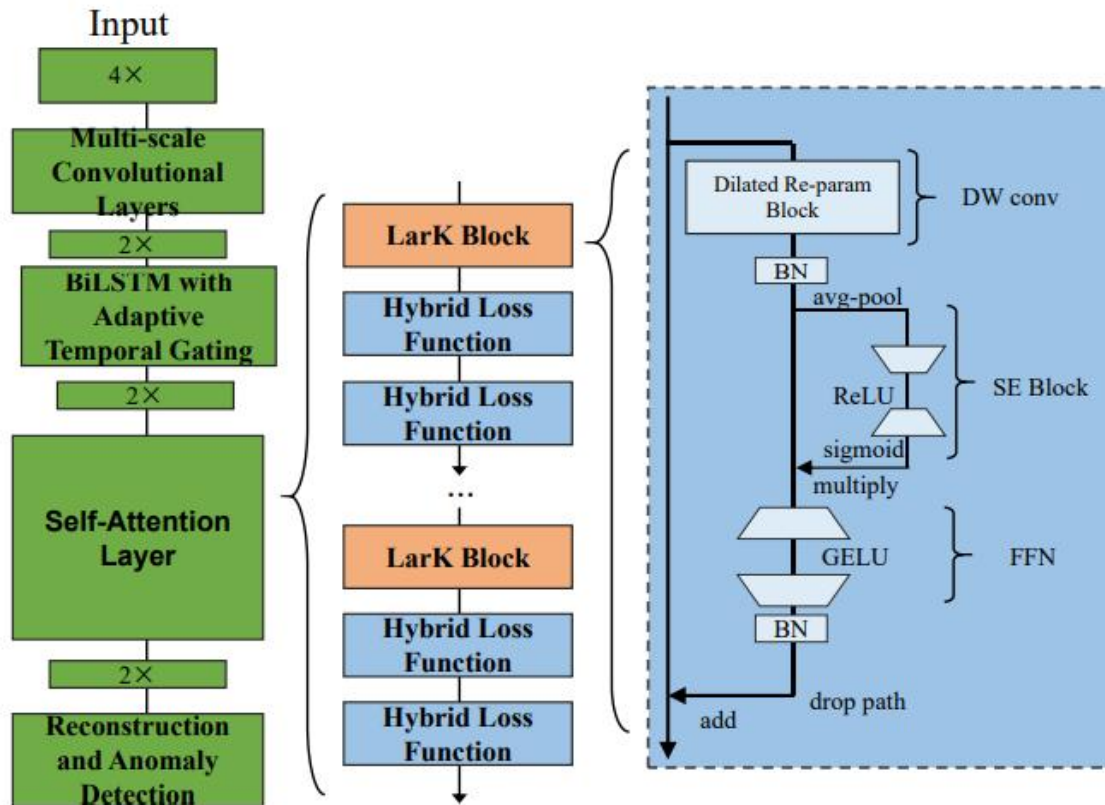 Input
4×
Multi-scale
Convolutional
Layers
2×
BiLSTM with
Adaptive
Temporal Gating
2×
Self-Attention
Layer
2×
Reconstruction
and Anomaly
Detection
LarK Block
Hybrid Loss
Function
Hybrid Loss
Function
...
LarK Block
Hybrid Loss
Function
Hybrid Loss
Function
Dilated Re-param
Block
DW conv
BN
avg-pool
ReLU
SE Block
sigmoid
multiply
GELU
FFN
BN
drop path
add